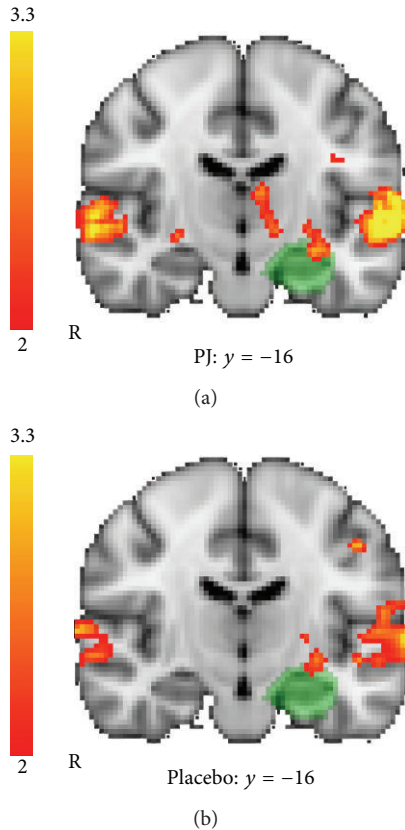 3.3
2
R
PJ: y = −16
(a)
3.3
2
R
Placebo: y = −16
(b)